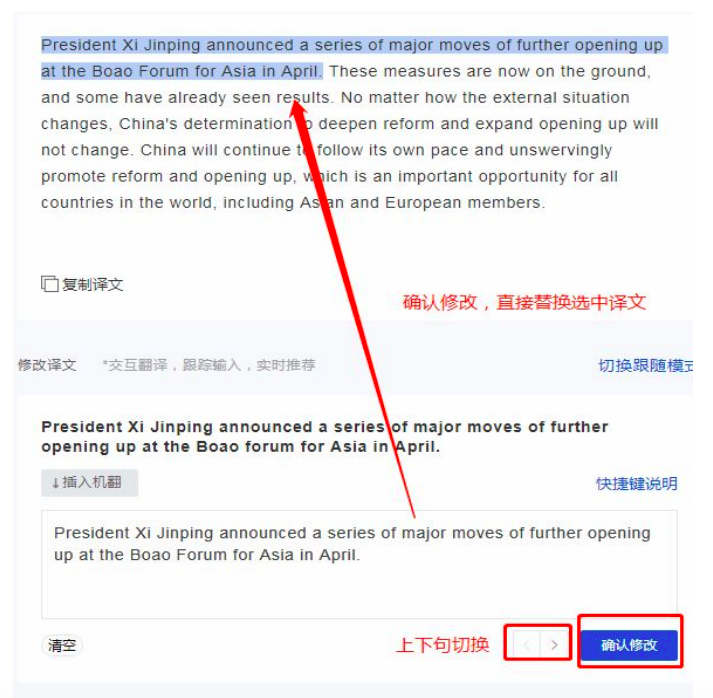 President Xi Jinping announced a series of major moves of further opening up
at the Boao Forum for Asia in April. These measures are now on the ground,
and some have already seen results. No matter how the external situation
changes, China's determination to deepen reform and expand opening up will
not change. China will continue to follow its own pace and unswervingly
promote reform and opening up, which is an important opportunity for all
countries in the world, including Asian and European members.
复制译文
确认修改，直接替换选中译文
修改译文 *交互翻译，跟踪输入，实时推荐 切换跟随模式
President Xi Jinping announced a series of major moves of further
opening up at the Boao forum for Asia in April.
↓插入机翻 快捷键说明
President Xi Jinping announced a series of major moves of further opening
up at the Boao Forum for Asia in April.
清空 上下句切换 < > 确认修改